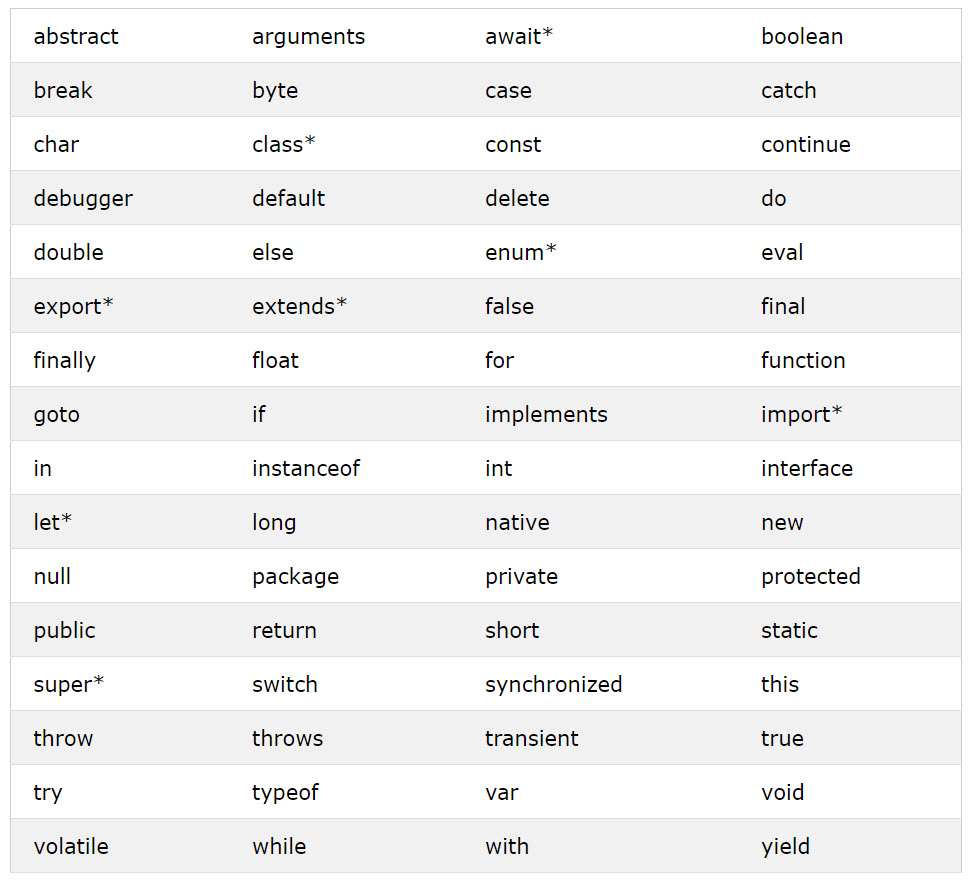 abstract arguments await* boolean
break byte case catch
char class* const continue
debugger default delete do
double else enum* eval
export* extends* false final
finally float for function
goto if implements import*
in instanceof int interface
let* long native new
null package private protected
public return short static
super* switch synchronized this
throw throws transient true
try typeof var void
volatile while with yield